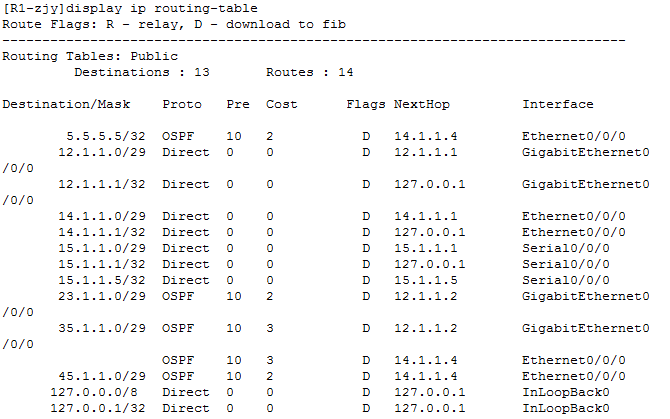 [R1-zjy]display ip routing-table
Route Flags: R - relay, D - download to fib
------------------------------------------------------------------------------
Routing Tables: Public
         Destinations : 13       Routes : 14

Destination/Mask    Proto  Pre  Cost      Flags NextHop         Interface

        5.5.5.5/32  OSPF   10   2           D   14.1.1.4        Ethernet0/0/0
       12.1.1.0/29  Direct 0    0           D   12.1.1.1        GigabitEthernet0
/0/0
       12.1.1.1/32  Direct 0    0           D   127.0.0.1       GigabitEthernet0
/0/0
       14.1.1.0/29  Direct 0    0           D   14.1.1.1        Ethernet0/0/0
       14.1.1.1/32  Direct 0    0           D   127.0.0.1       Ethernet0/0/0
       15.1.1.0/29  Direct 0    0           D   15.1.1.1        Serial0/0/0
       15.1.1.1/32  Direct 0    0           D   127.0.0.1       Serial0/0/0
       15.1.1.5/32  Direct 0    0           D   15.1.1.5        Serial0/0/0
       23.1.1.0/29  OSPF   10   2           D   12.1.1.2        GigabitEthernet0
/0/0
       35.1.1.0/29  OSPF   10   3           D   12.1.1.2        GigabitEthernet0
/0/0
                    OSPF   10   3           D   14.1.1.4        Ethernet0/0/0
       45.1.1.0/29  OSPF   10   2           D   14.1.1.4        Ethernet0/0/0
      127.0.0.0/8   Direct 0    0           D   127.0.0.1       InLoopBack0
      127.0.0.1/32  Direct 0    0           D   127.0.0.1       InLoopBack0